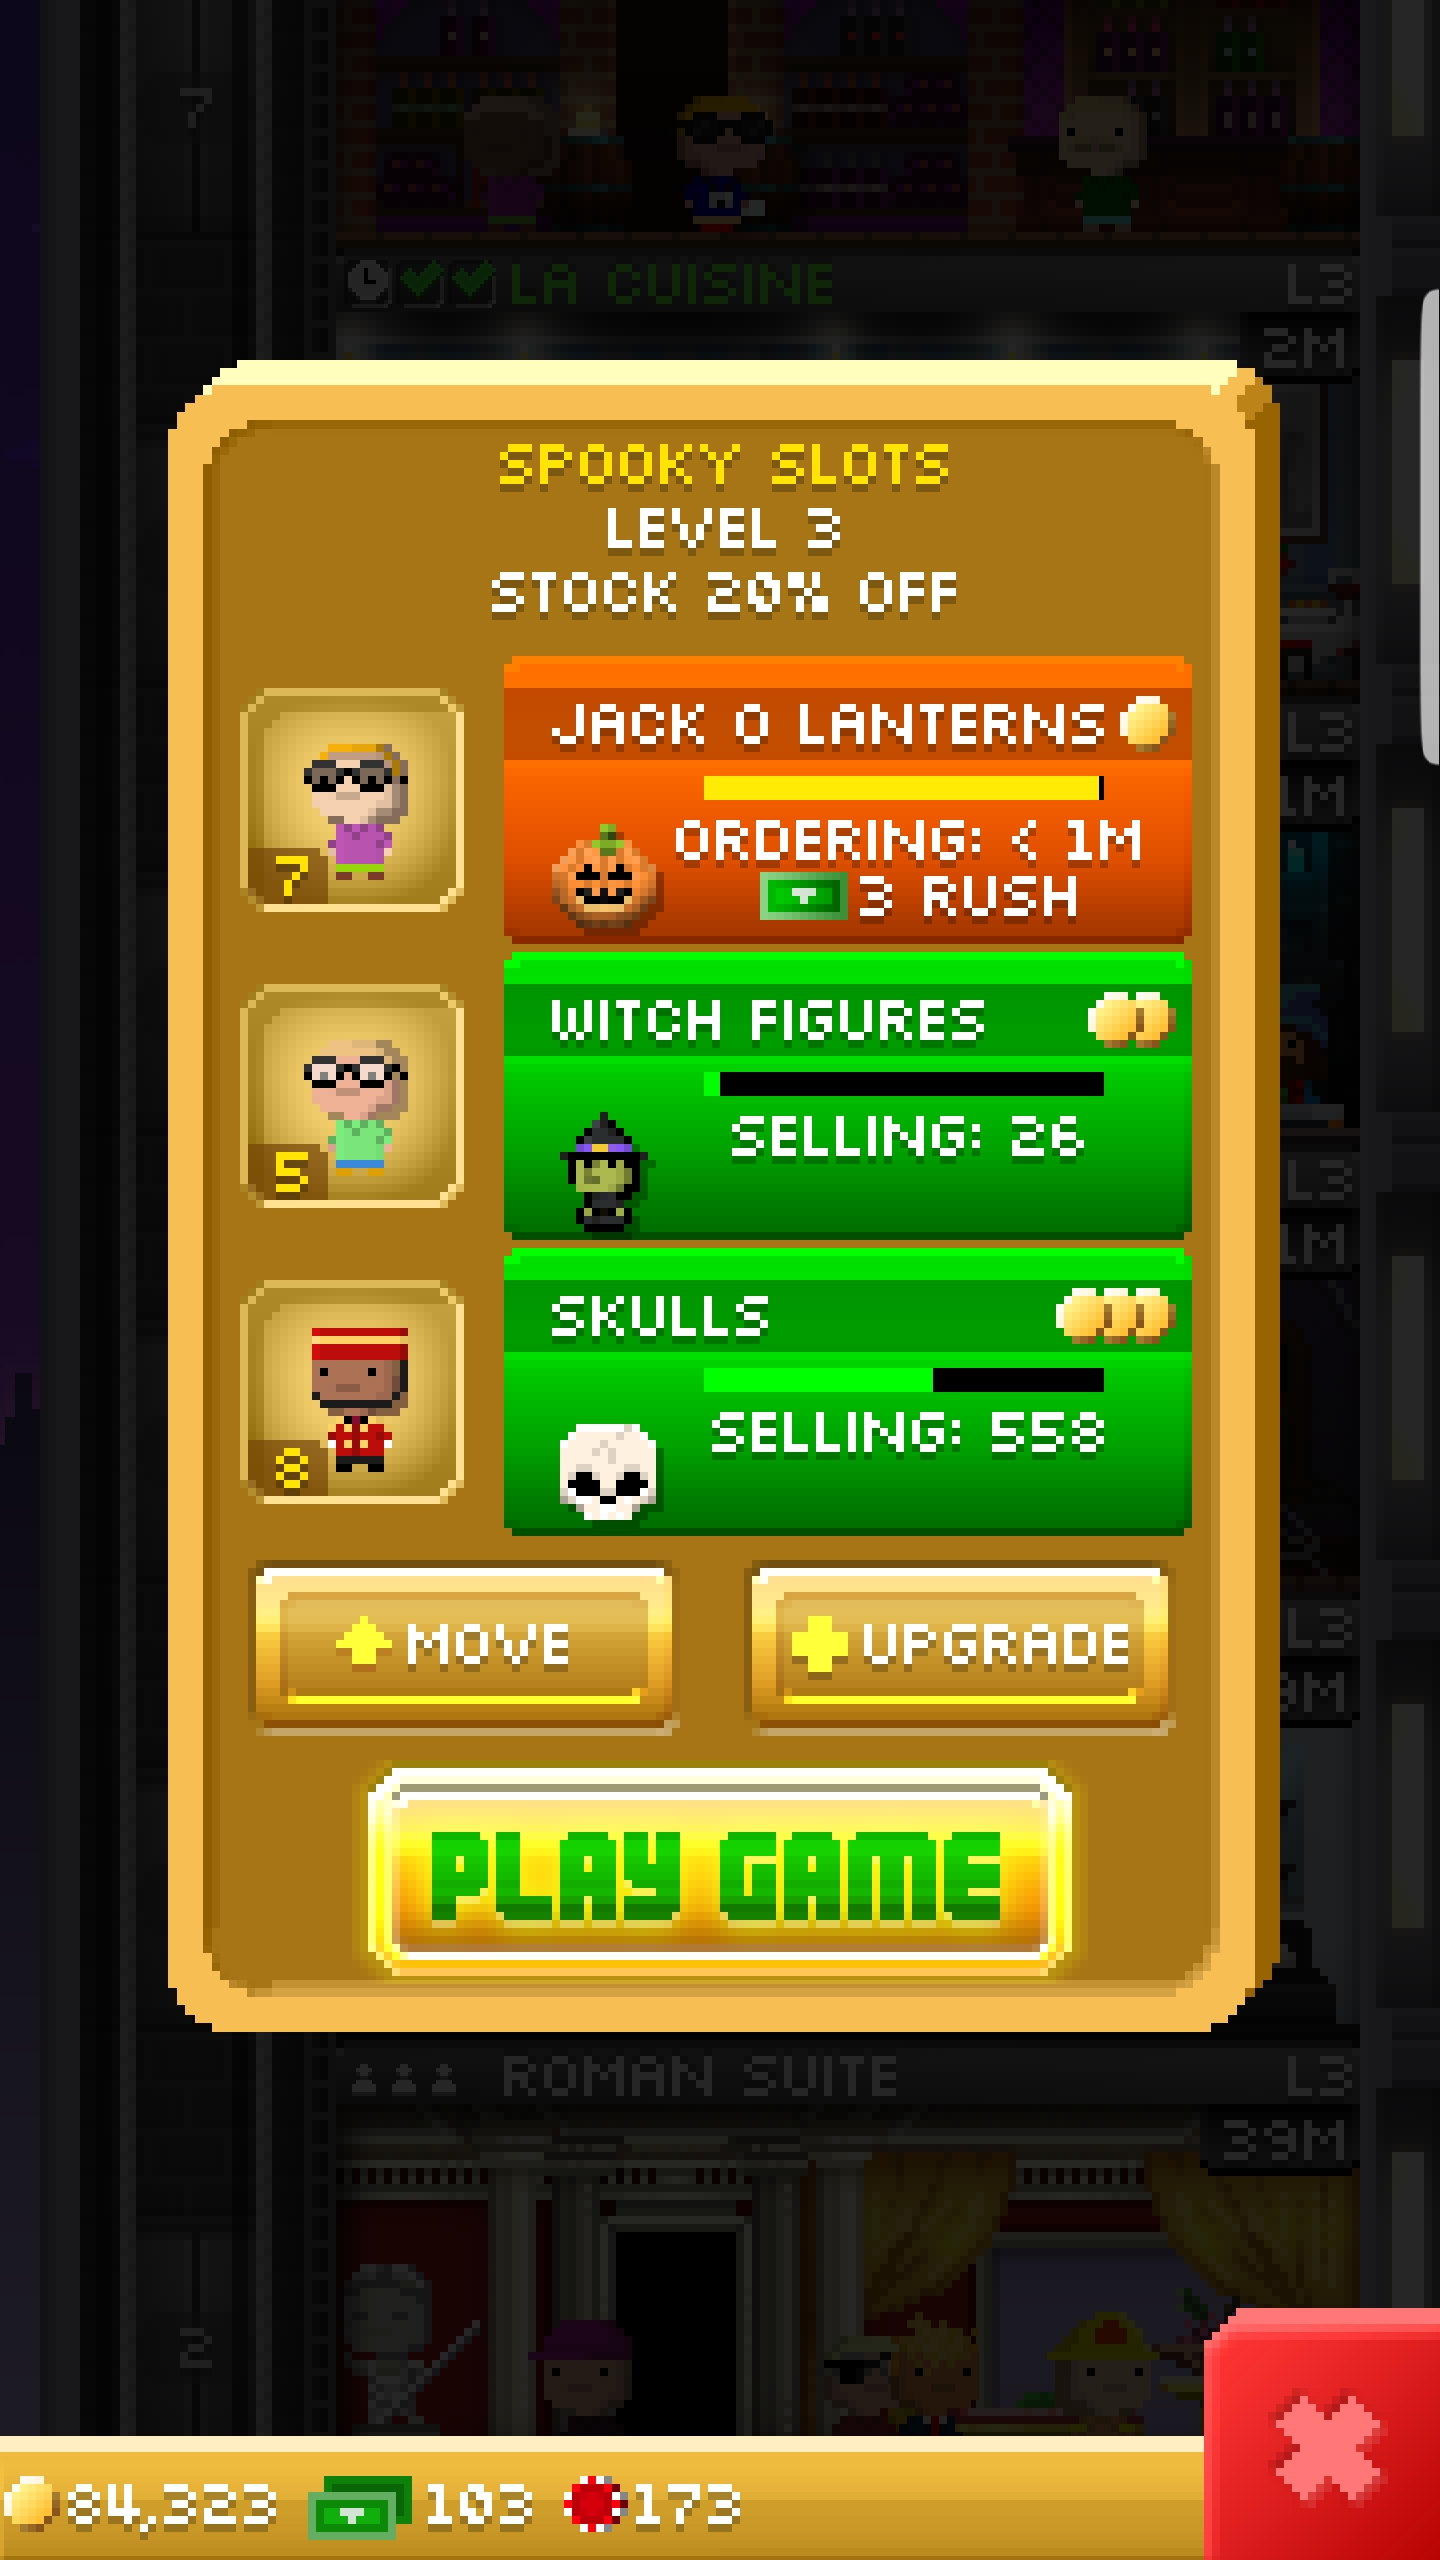 7
LA CUISINE L3
2M
SPOOKY SLOTS
LEVEL 3
STOCK 20% OFF
JACK O LANTERNS
L3
1M
ORDERING: < 1M
7
3 RUSH
WITCH FIGURES
SELLING: 26
5
L3
1M
SKULLS
SELLING: 558
8
MOVE
UPGRADE
L3
9M
PLAY GAME
ROMAN SUITE L3
39M
2
84,323 103 173